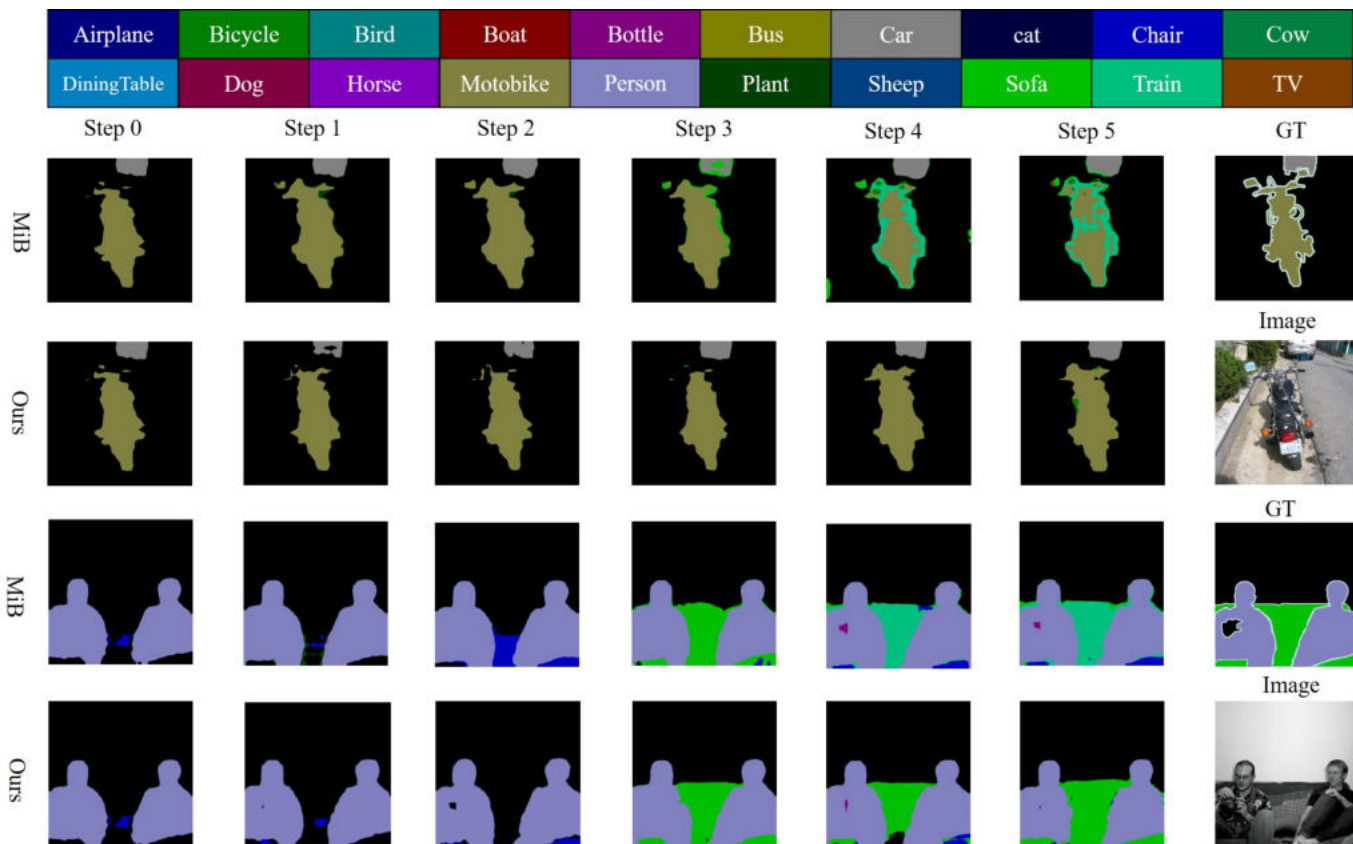 Airplane Bicycle Bird Boat Bottle Bus Car cat Chair Cow
DiningTable Dog Horse Motobike Person Plant Sheep Sofa Train TV
Step 0 Step 1 Step 2 Step 3 Step 4 Step 5 GT
MiB
Image
Ours
GT
MiB
Image
Ours